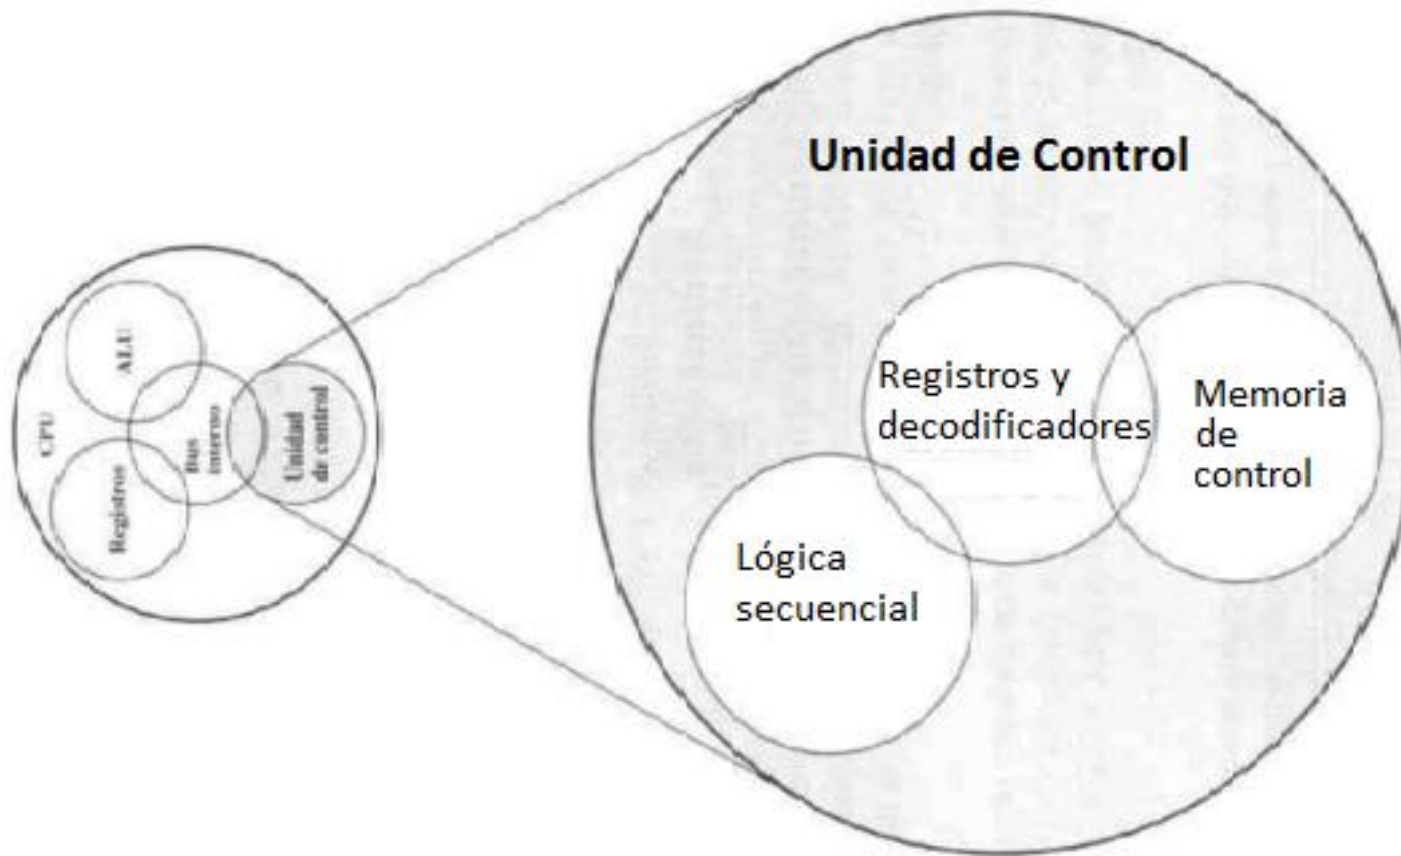 Unidad de Control
Registros y
decodificadores
Memoria
de
control
Lógica
secuencial
CPU
ALU
Registros
Bus
interno
Unidad
de control